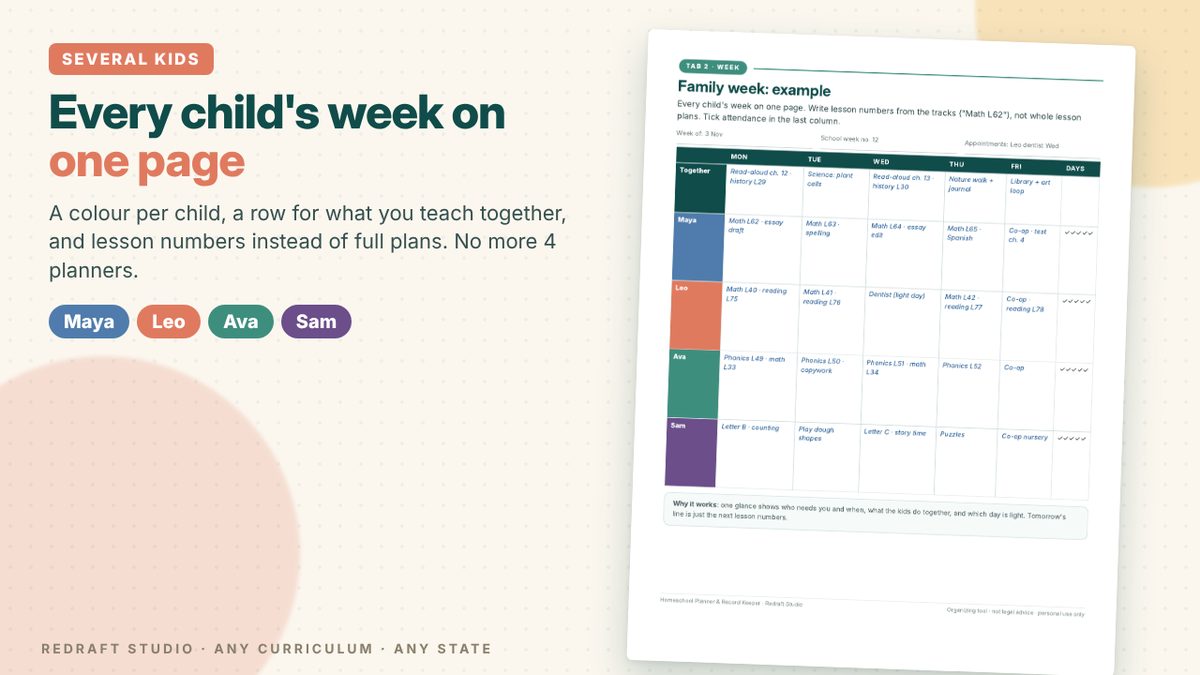 SEVERAL KIDS
Every child's week on
one page
A colour per child, a row for what you teach together,
and lesson numbers instead of full plans. No more 4
planners.
Maya Leo Ava Sam
REDRAFT STUDIO · ANY CURRICULUM · ANY STATE
TAB 2 · WEEK
Family week: example
Every child's week on one page. Write lesson numbers from the tracks ("Math L62"), not whole lesson
plans. Tick attendance in the last column.
Week of: 3 Nov School week no. 12 Appointments: Leo dentist Wed
MON TUE WED THU FRI DAYS
Together
Read-aloud ch. 12 ·
history L29
Science: plant
cells
Read-aloud ch. 13 ·
history L30
Nature walk +
journal
Library + art
loop
Maya
Math L62 · essay
draft
Math L63 ·
spelling
Math L64 · essay
edit
Math L65 ·
Spanish
Co-op · test
ch. 4
✓✓✓✓✓
Leo
Math L40 · reading
L75
Math L41 ·
reading L76
Dentist (light day)
Math L42 ·
reading L77
Co-op ·
reading L78
✓✓✓✓✓
Ava
Phonics L49 · math
L33
Phonics L50 ·
copywork
Phonics L51 · math
L34
Phonics L52
Co-op
✓✓✓✓✓
Sam
Letter B · counting
Play dough
shapes
Letter C · story time
Puzzles
Co-op nursery
✓✓✓✓✓
Why it works: one glance shows who needs you and when, what the kids do together, and which day is light. Tomorrow's
line is just the next lesson numbers.
Homeschool Planner & Record Keeper · Redraft Studio
Organizing tool · not legal advice · personal use only